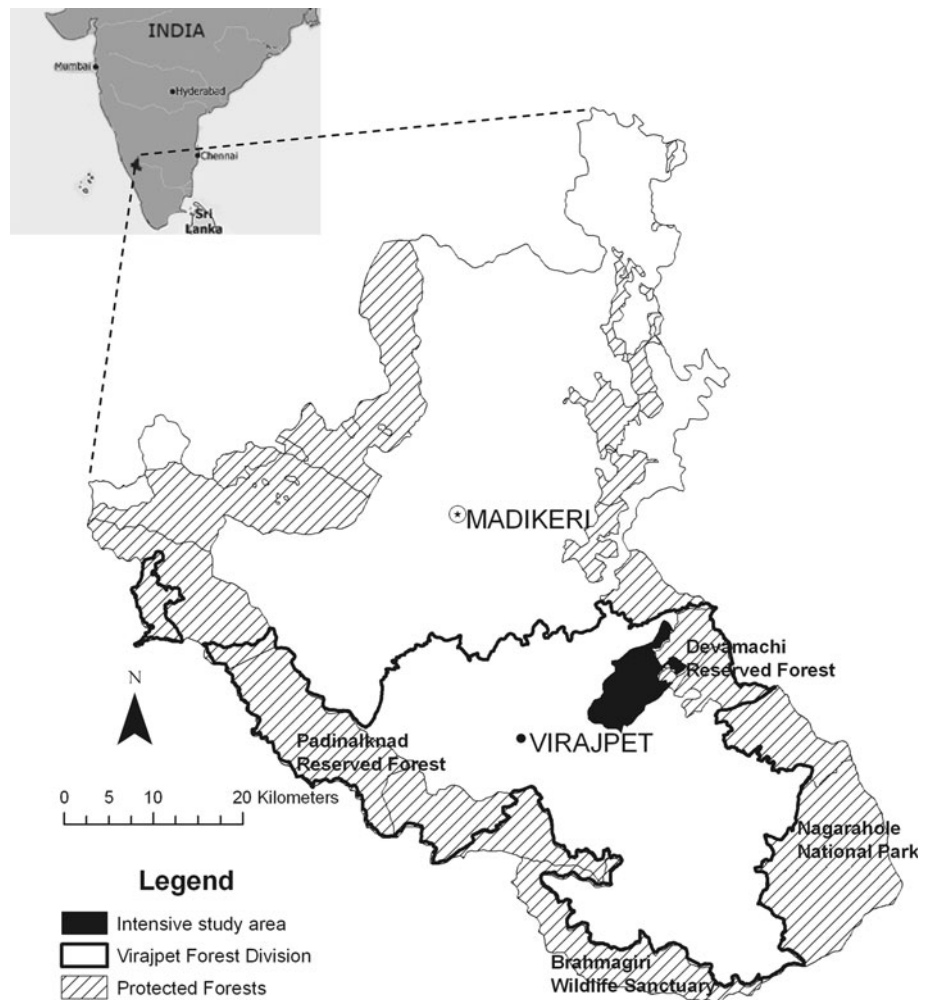 INDIA
Mumbai
Hyderabad
Chennai
Sri
Lanka
MADIKERI
N
Devamachi
Reserved Forest
Padinalknad
Reserved Forest
VIRAJPET
0 5 10 20 Kilometers
Nagarahole
National Park
Legend
Intensive study area
Virajpet Forest Division
Protected Forests
Brahmagiri
Wildlife Sanctuary